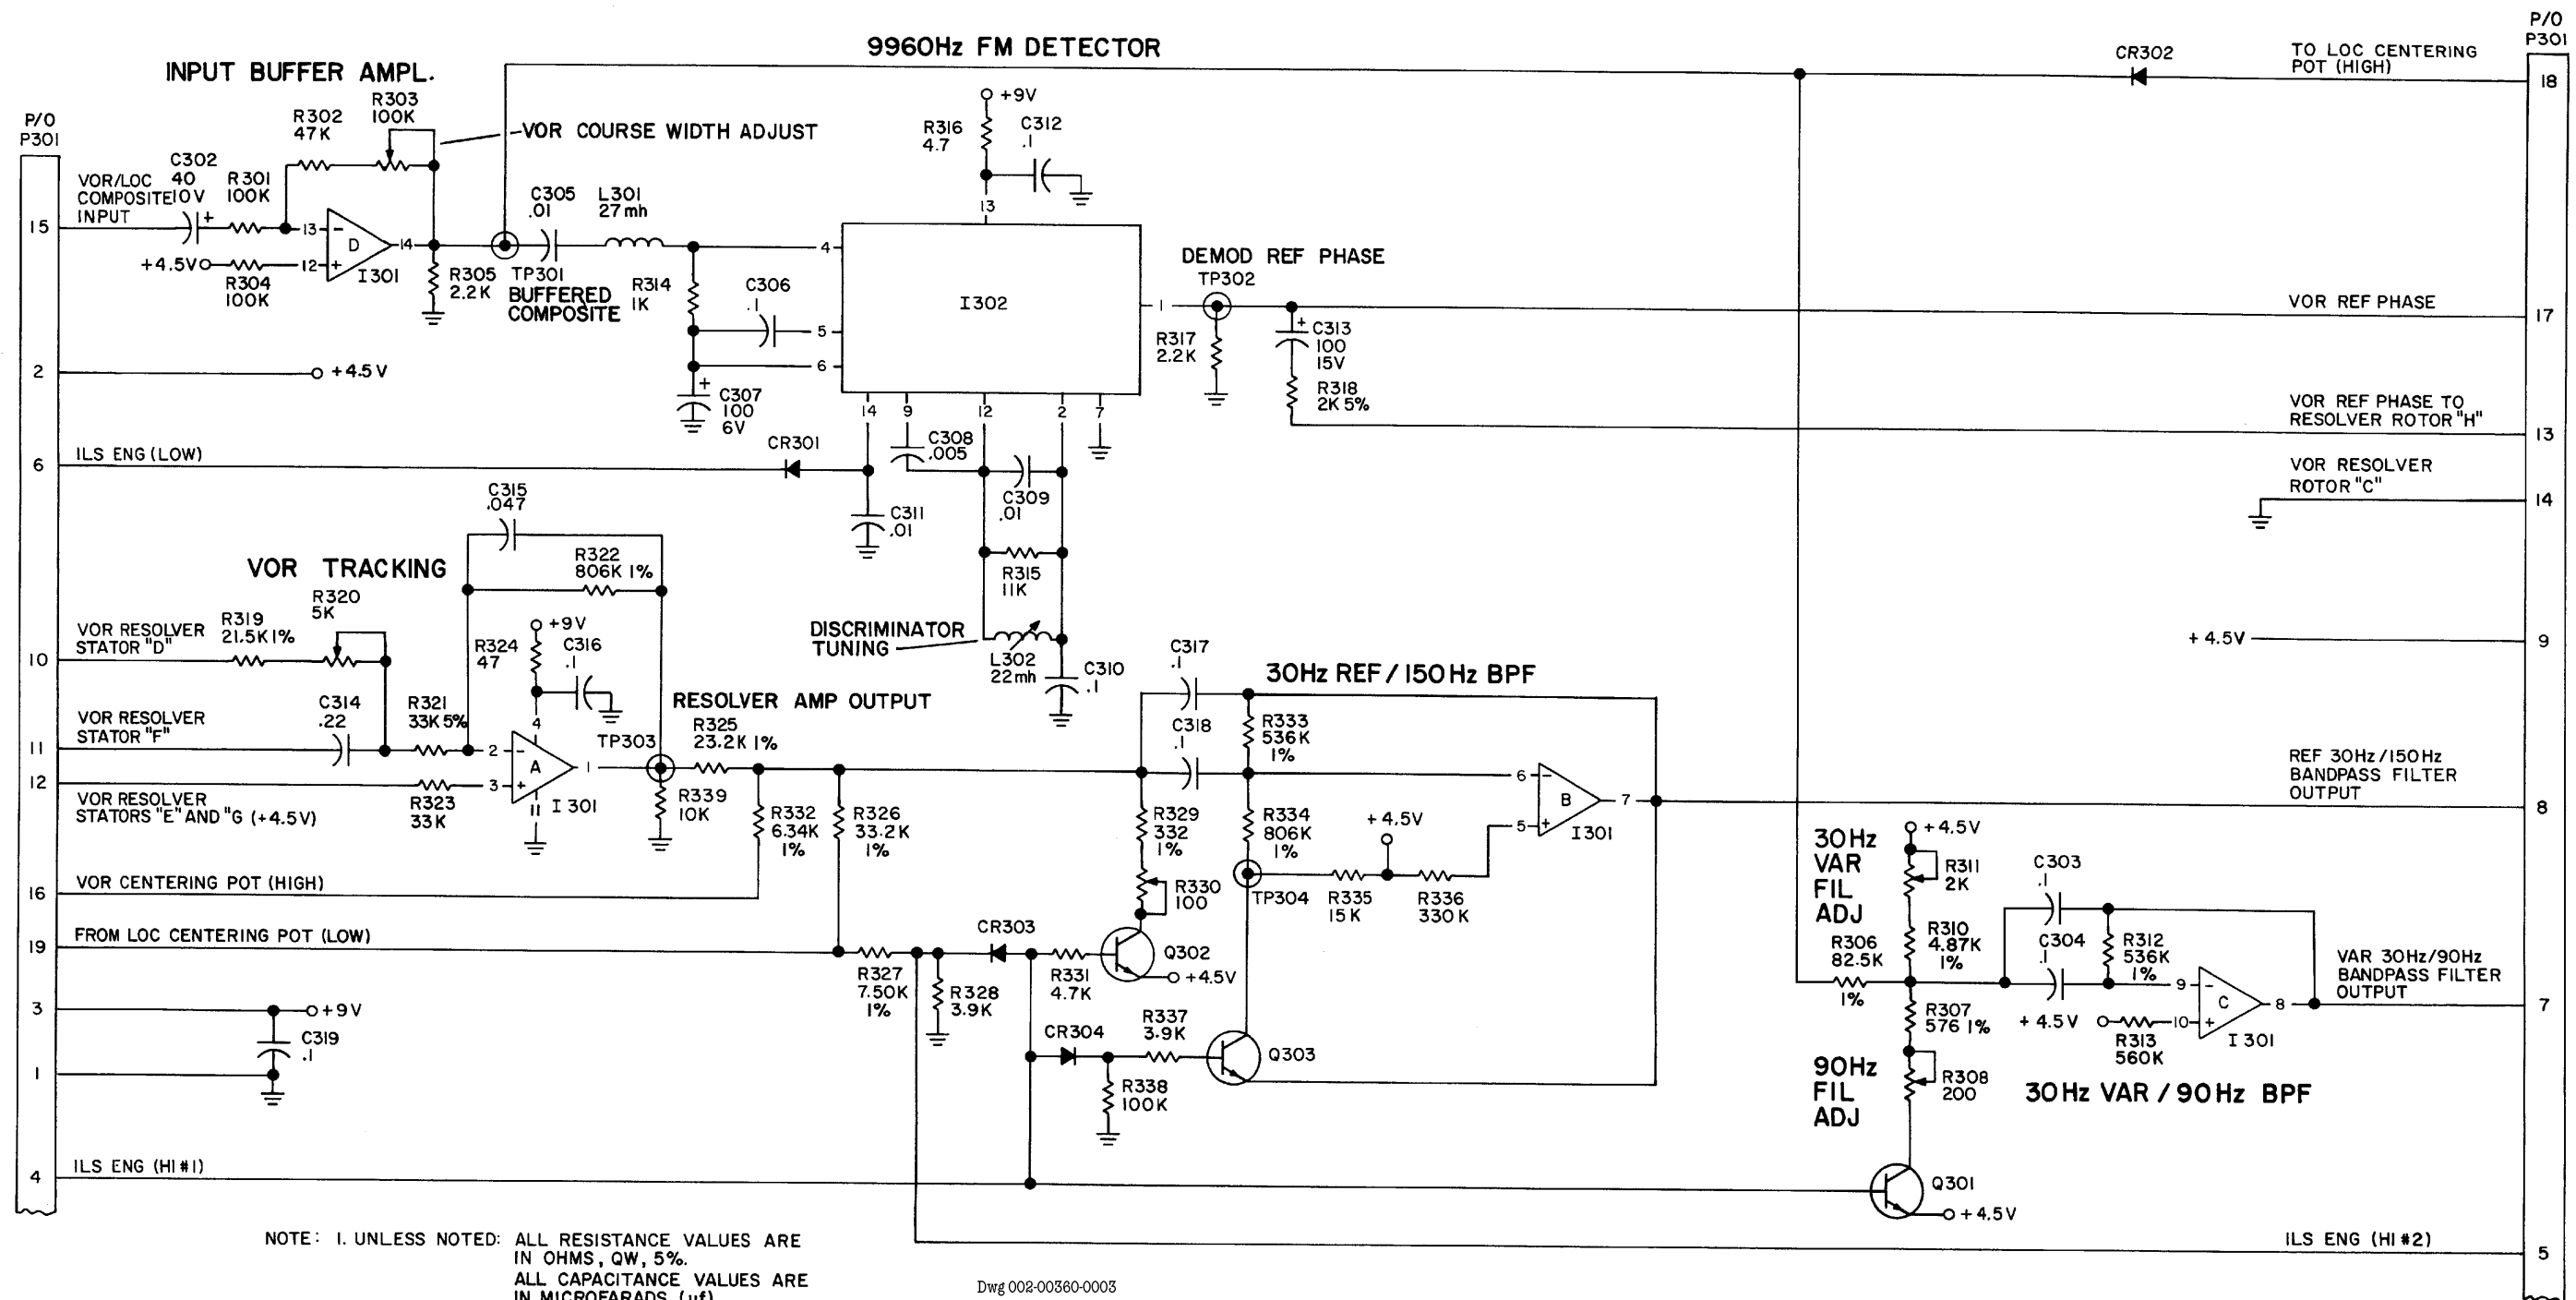 9960Hz FM DETECTOR
INPUT BUFFER AMPL.
P/O
P301
P/O
P301
R302
47K
R303
100K
VOR COURSE WIDTH ADJUST
C302
40
10V
R301
100K
VOR/LOC
COMPOSITE
INPUT
15
+
13
-
D
14
12
+
I301
+4.5V
R304
100K
R305
2.2K
TP301
BUFFERED
COMPOSITE
C305
.01
L301
27mh
R314
1K
C306
.1
+
C307
100
6V
+9V
R316
4.7
C312
.1
13
4
5
6
I302
1
14
9
12
2
7
DEMOD REF PHASE
TP302
R317
2.2K
+
C313
100
15V
R318
2K 5%
CR302
TO LOC CENTERING
POT (HIGH)
18
VOR REF PHASE
17
VOR REF PHASE TO
RESOLVER ROTOR "H"
13
VOR RESOLVER
ROTOR "C"
14
+ 4.5V
9
2
+4.5V
6
ILS ENG (LOW)
CR301
C311
.01
C308
.005
C309
.01
R315
11K
DISCRIMINATOR
TUNING
L302
22mh
C310
.1
C315
.047
R322
806K 1%
VOR TRACKING
R320
5K
R319
21.5K 1%
VOR RESOLVER
STATOR "D"
10
R324
47
+9V
C316
.1
4
C314
.22
R321
33K 5%
VOR RESOLVER
STATOR "F"
11
2
-
A
1
3
+
11
I301
12
R323
33K
VOR RESOLVER
STATORS "E" AND "G (+4.5V)
TP303
RESOLVER AMP OUTPUT
R325
23.2K 1%
R339
10K
R332
6.34K
1%
R326
33.2K
1%
C317
.1
C318
.1
30Hz REF/150Hz BPF
R333
536K
1%
R329
332
1%
R334
806K
1%
+4.5V
6
-
B
7
5
+
I301
R330
100
TP304
R335
15K
R336
330K
REF 30Hz/150Hz
BANDPASS FILTER
OUTPUT
8
VOR CENTERING POT (HIGH)
16
FROM LOC CENTERING POT (LOW)
19
R327
7.50K
1%
R328
3.9K
CR303
R331
4.7K
Q302
+4.5V
3
+9V
C319
.1
1
CR304
R337
3.9K
R338
100K
Q303
30Hz
VAR
FIL
ADJ
+4.5V
R311
2K
R306
82.5K
1%
R310
4.87K
1%
C303
.1
C304
.1
R312
536K
1%
R307
576 1%
+ 4.5V
9
-
C
8
10
+
R313
560K
I301
VAR 30Hz/90Hz
BANDPASS FILTER
OUTPUT
7
90Hz
FIL
ADJ
R308
200
30Hz VAR / 90Hz BPF
ILS ENG (HI #1)
4
Q301
+4.5V
ILS ENG (HI #2)
5
NOTE: 1. UNLESS NOTED: ALL RESISTANCE VALUES ARE
IN OHMS, QW, 5%.
ALL CAPACITANCE VALUES ARE
IN MICROFARADS (uf)
Dwg 002-00360-0003